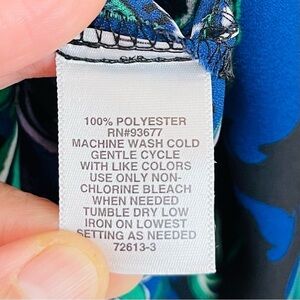 100% POLYESTER
RN#93677
MACHINE WASH COLD
GENTLE CYCLE
WITH LIKE COLORS
USE ONLY NON-
CHLORINE BLEACH
WHEN NEEDED
TUMBLE DRY LOW
IRON ON LOWEST
SETTING AS NEEDED
72613-3